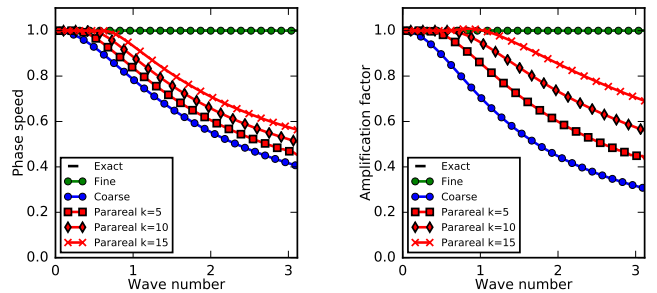 Phase speed
1.0
0.8
0.6
0.4
0.2
0.0
0
1
2
3
Wave number
Exact
Fine
Coarse
Parareal k=5
Parareal k=10
Parareal k=15
Amplification factor
1.0
0.8
0.6
0.4
0.2
0.0
0
1
2
3
Wave number
Exact
Fine
Coarse
Parareal k=5
Parareal k=10
Parareal k=15